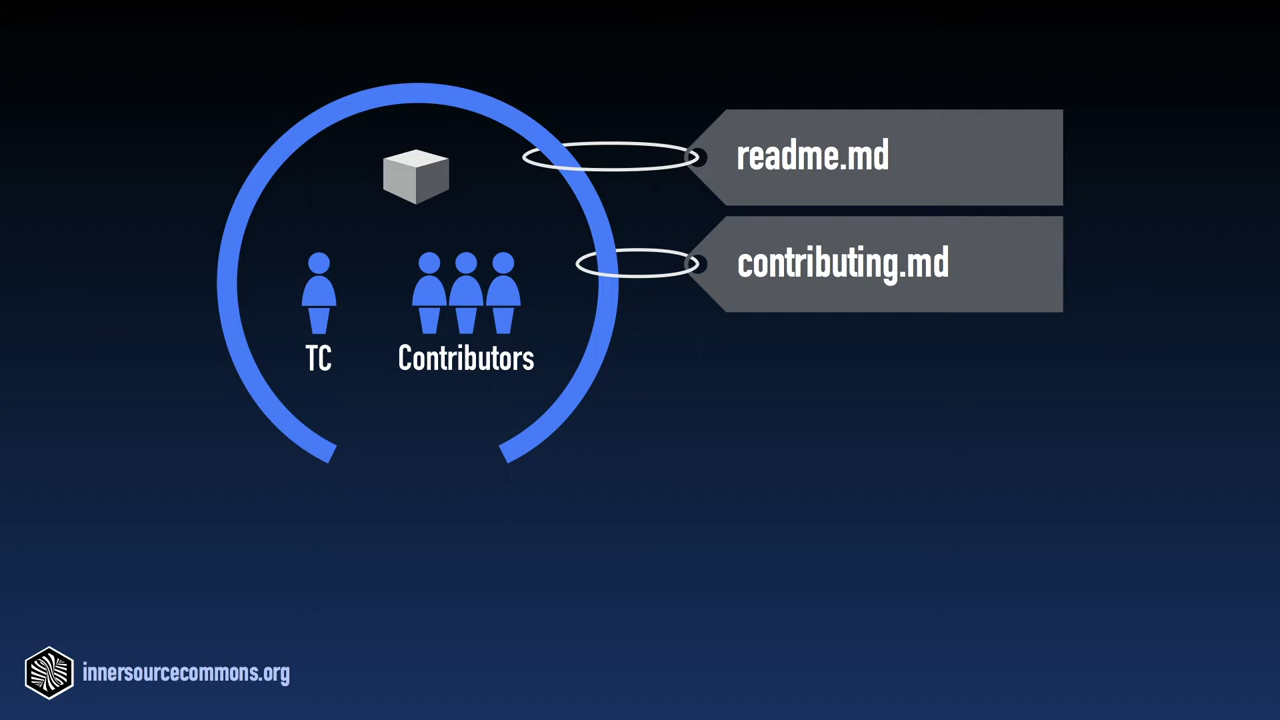 readme.md
contributing.md
TC
Contributors
innersourcecommons.org